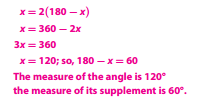 x = 2(180 – x)
x = 360 – 2x
3x = 360
x = 120; so, 180 – x = 60
The measure of the angle is 120°
the measure of its supplement is 60°.